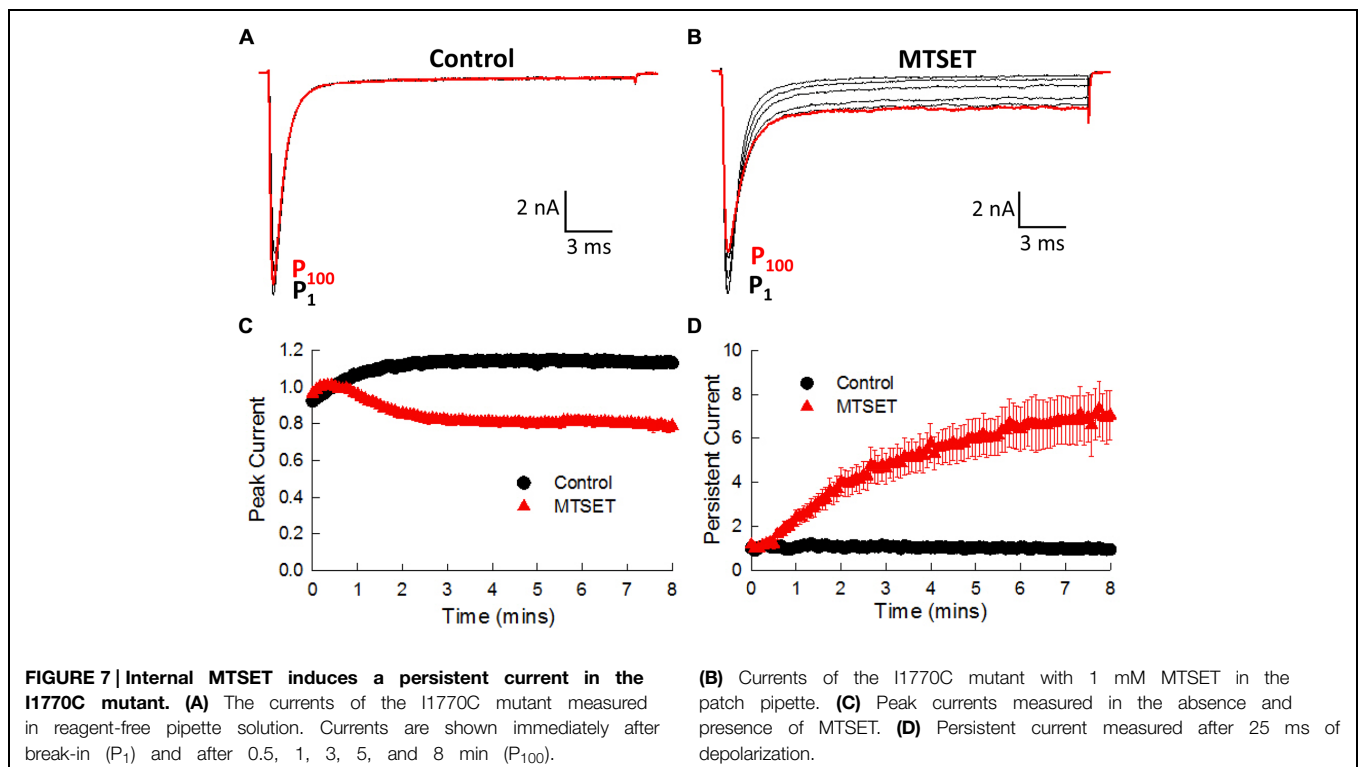 A
Control
2 nA
3 ms
P100
P1
B
MTSET
2 nA
3 ms
P100
P1
C
1.2
1.0
0.8
0.6
0.4
0.2
0.0
Peak Current
Control
MTSET
0 1 2 3 4 5 6 7 8
Time (mins)
D
10
8
6
4
2
0
Persistent Current
Control
MTSET
0 1 2 3 4 5 6 7 8
Time (mins)
FIGURE 7 | Internal MTSET induces a persistent current in the
I1770C mutant. (A) The currents of the I1770C mutant measured
in reagent-free pipette solution. Currents are shown immediately after
break-in (P1) and after 0.5, 1, 3, 5, and 8 min (P100).
(B) Currents of the I1770C mutant with 1 mM MTSET in the
patch pipette. (C) Peak currents measured in the absence and
presence of MTSET. (D) Persistent current measured after 25 ms of
depolarization.